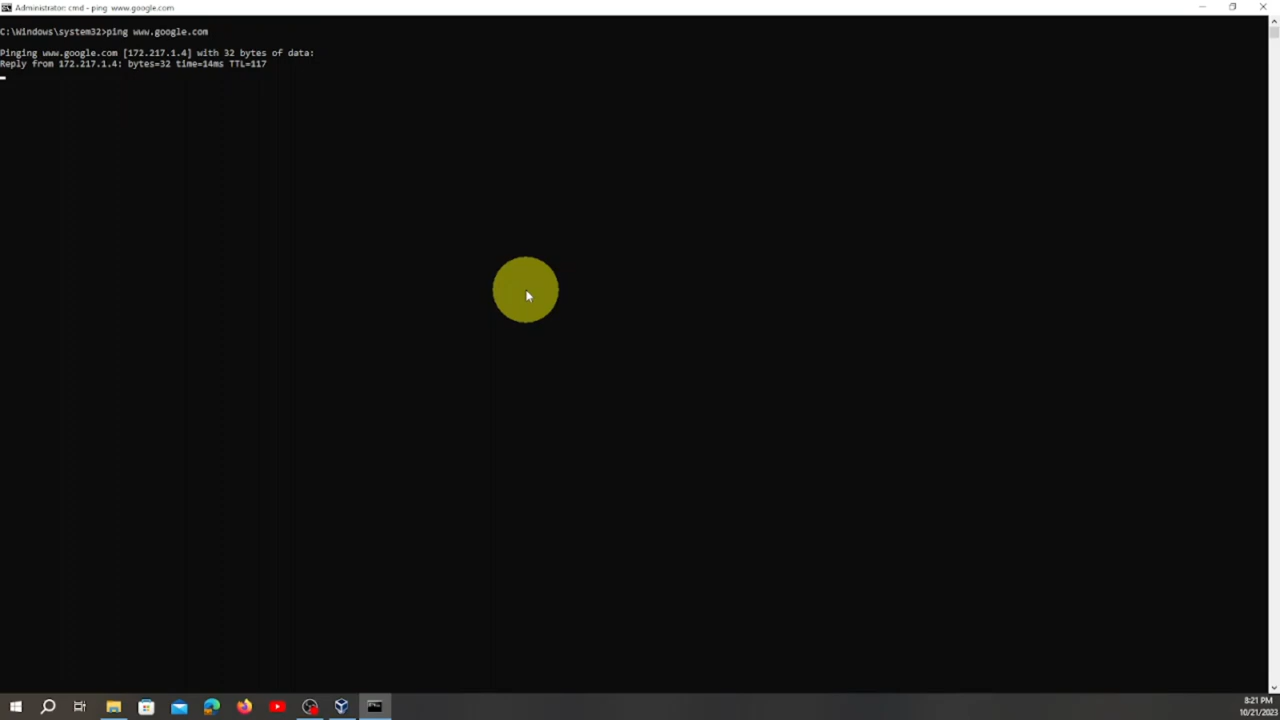 Administrator: cmd - ping www.google.com
C:\Windows\system32>ping www.google.com
Pinging www.google.com [172.217.1.4] with 32 bytes of data:
Reply from 172.217.1.4: bytes=32 time=14ms TTL=117
8:21 PM
10/21/2023